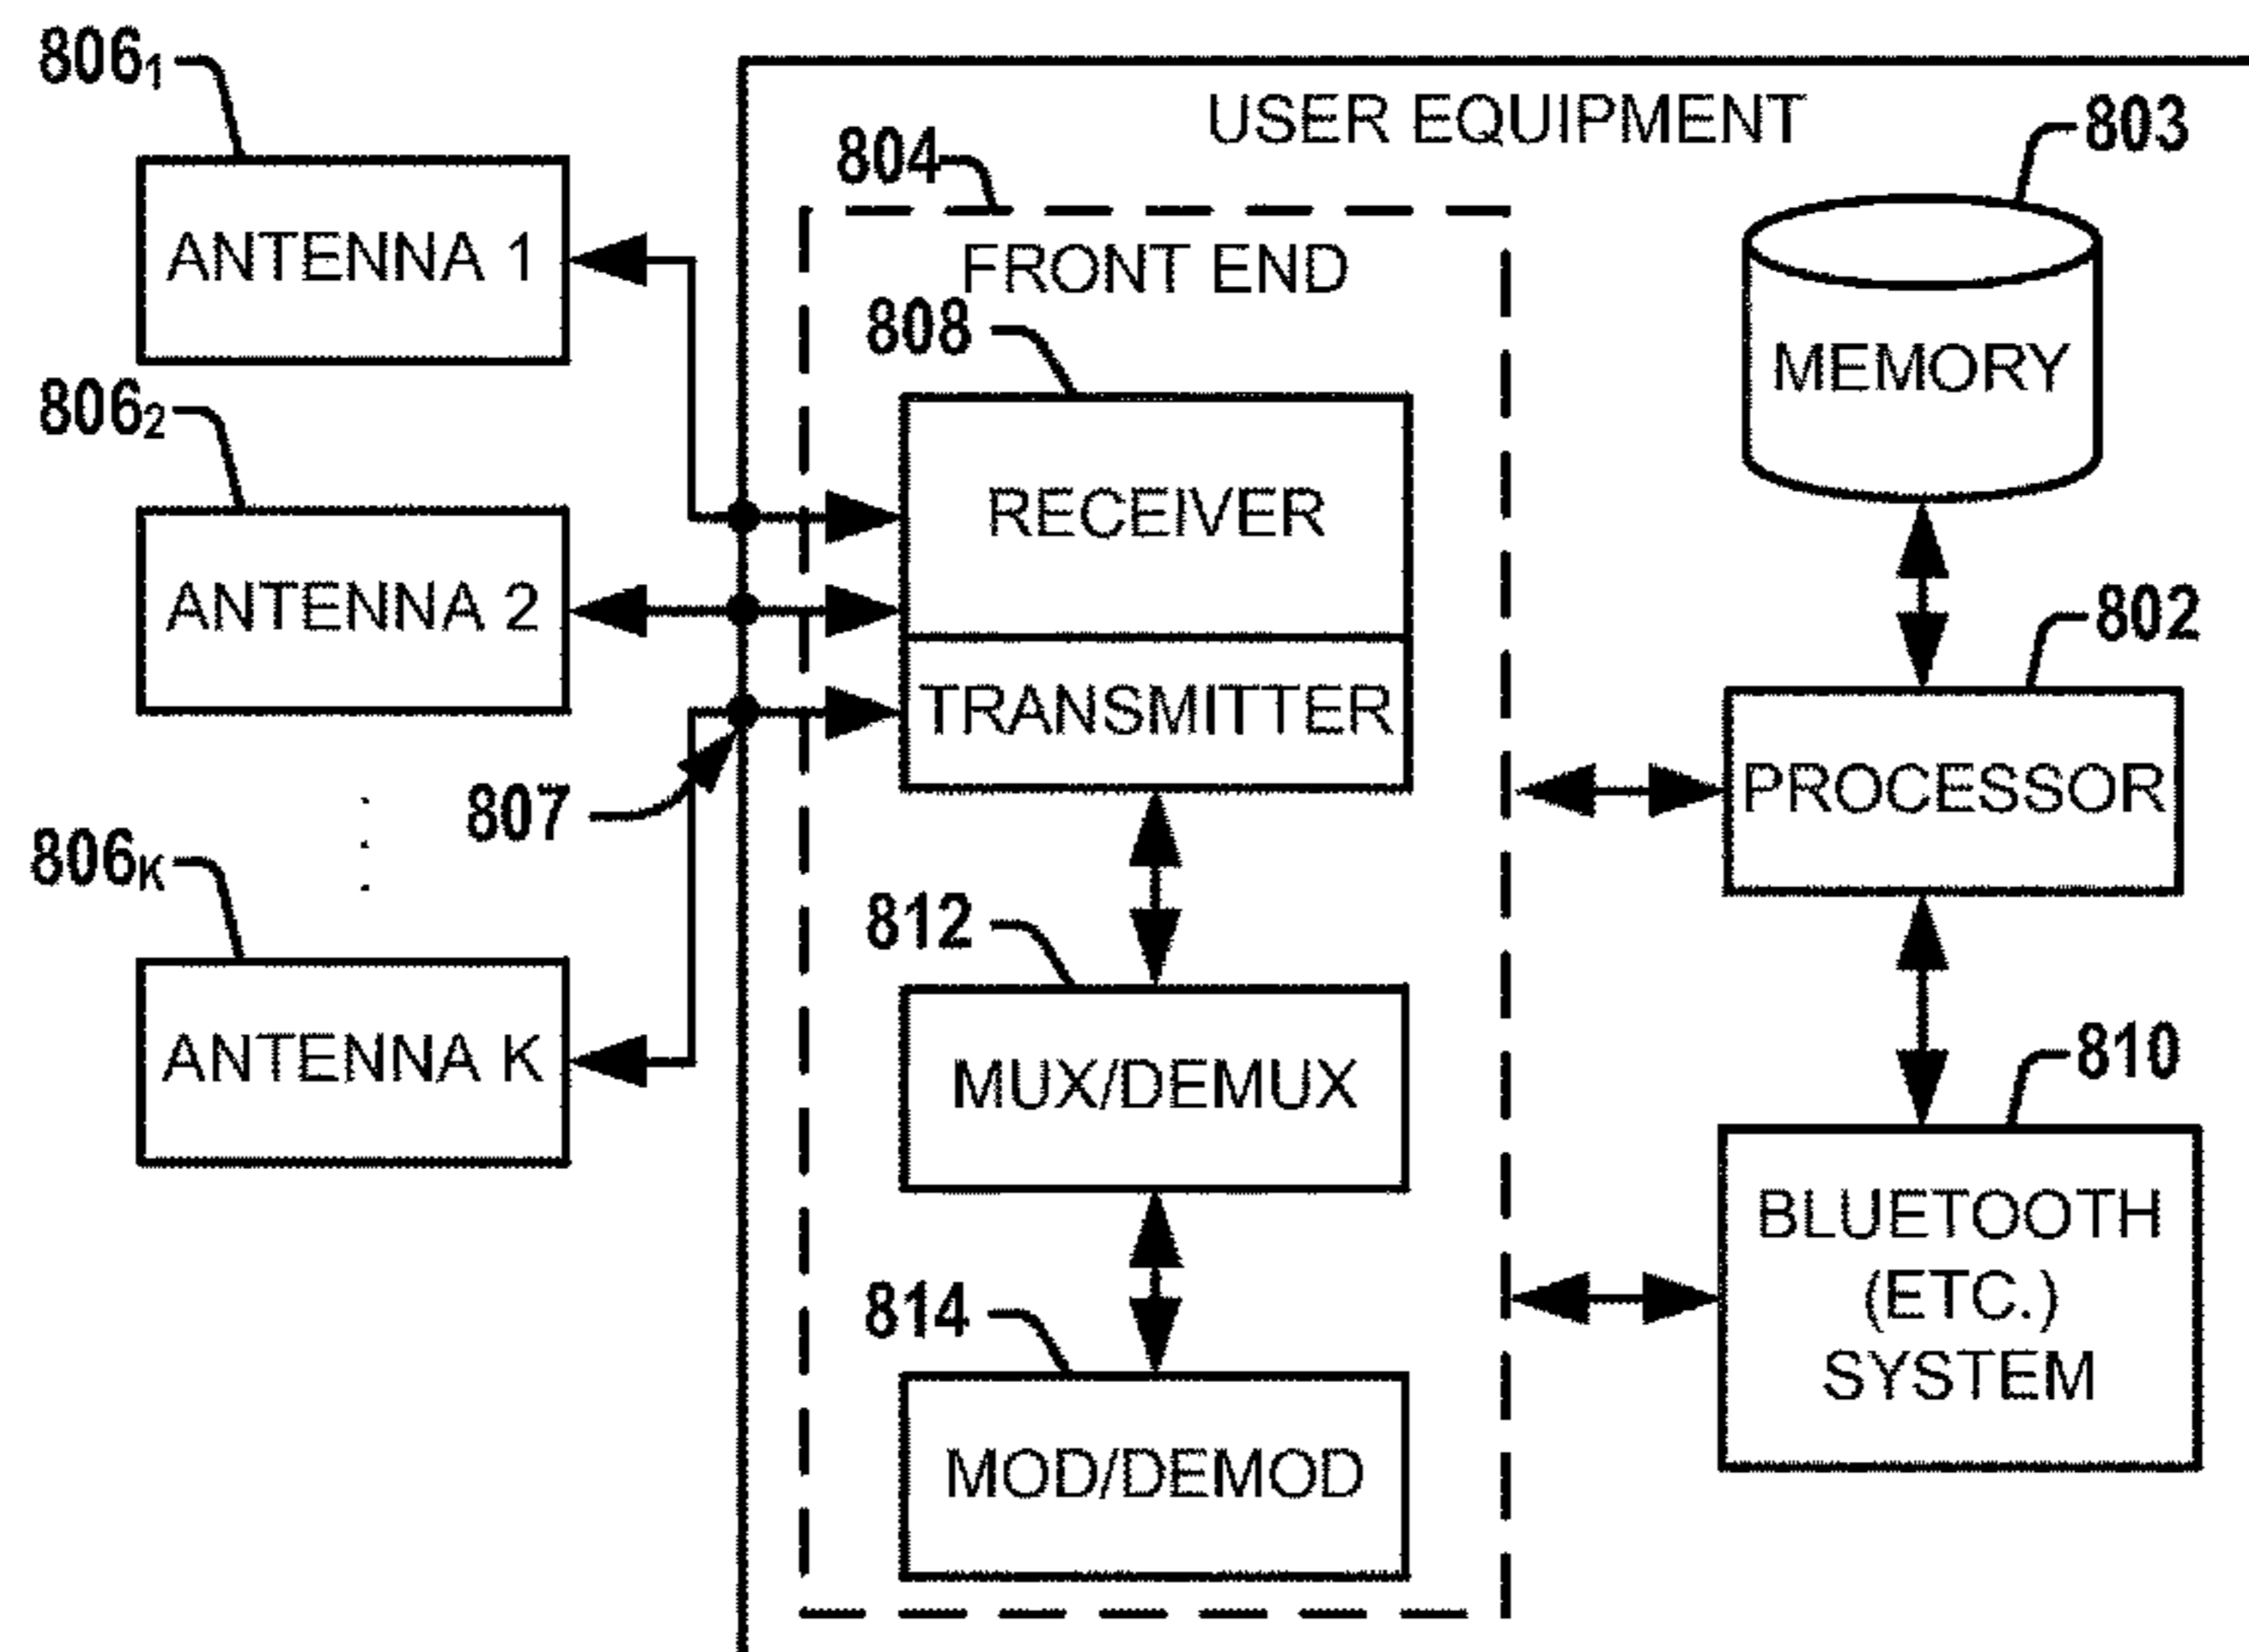 806₁
USER EQUIPMENT
803
804
ANTENNA 1
FRONT END
808
MEMORY
806₂
RECEIVER
ANTENNA 2
802
TRANSMITTER
PROCESSOR
807
806ₖ
812
ANTENNA K
MUX/DEMUX
810
BLUETOOTH
(ETC.)
SYSTEM
814
MOD/DEMOD